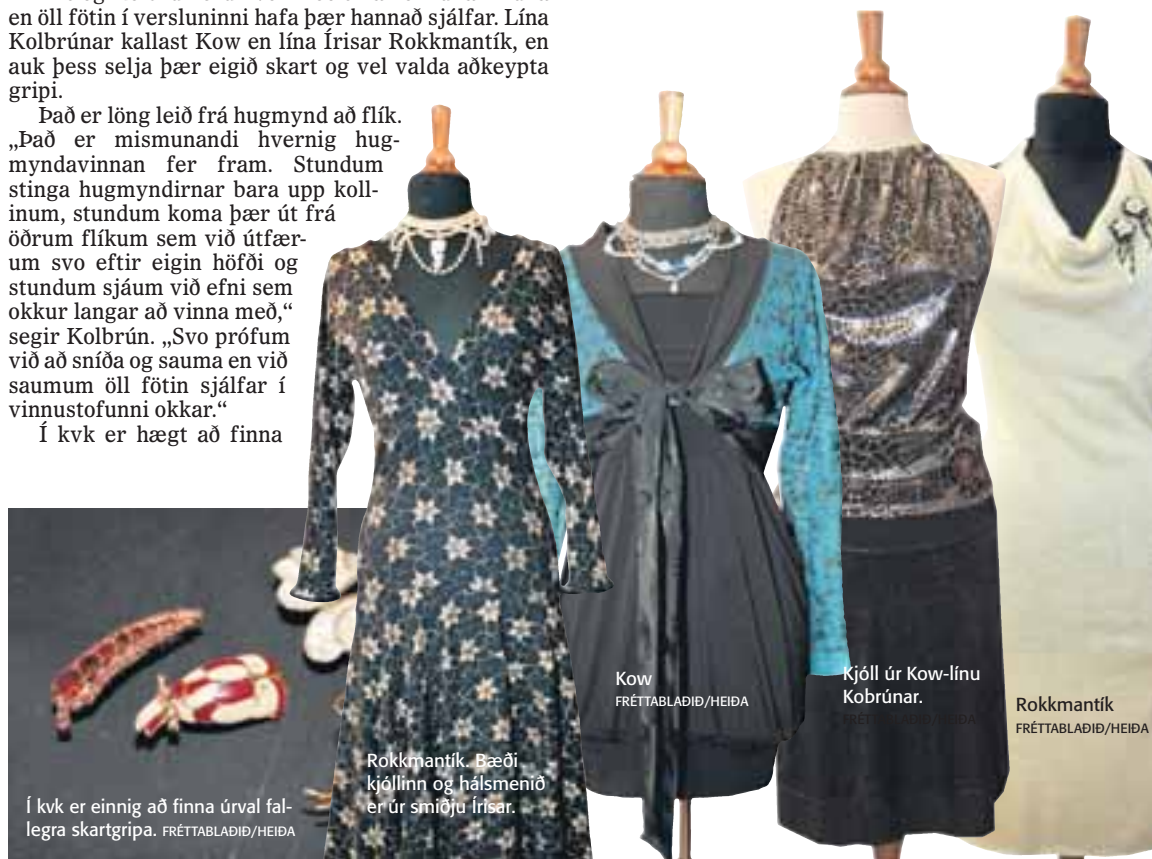 en öll fötin í versluninni hafa þær hannað sjálfar. Lína
Kolbrúnar kallast Kow en lína Írisar Rokkmantík, en
auk þess selja þær eigið skart og vel valda aðkeypta
gripi.
Það er löng leið frá hugmynd að flík.
„Það er mismunandi hvernig hug-
myndavinnan fer fram. Stundum
stinga hugmyndirnar bara upp koll-
inum, stundum koma þær út frá
öðrum flíkum sem við útfær-
um svo eftir eigin höfði og
stundum sjáum við efni sem
okkur langar að vinna með,“
segir Kolbrún. „Svo prófum
við að sníða og sauma en við
saumum öll fötin sjálfar í
vinnustofunni okkar.“
Í kvk er hægt að finna
Í kvk er einnig að finna úrval fal-
legra skartgripa. FRÉTTABLAÐIÐ/HEIÐA
Rokkmantík. Bæði
kjóllinn og hálsmenið
er úr smiðju Írisar.
Kow
FRÉTTABLAÐIÐ/HEIÐA
Kjóll úr Kow-línu
Kobrúnar.
FRÉTTABLAÐIÐ/HEIÐA
Rokkmantík
FRÉTTABLAÐIÐ/HEIÐA